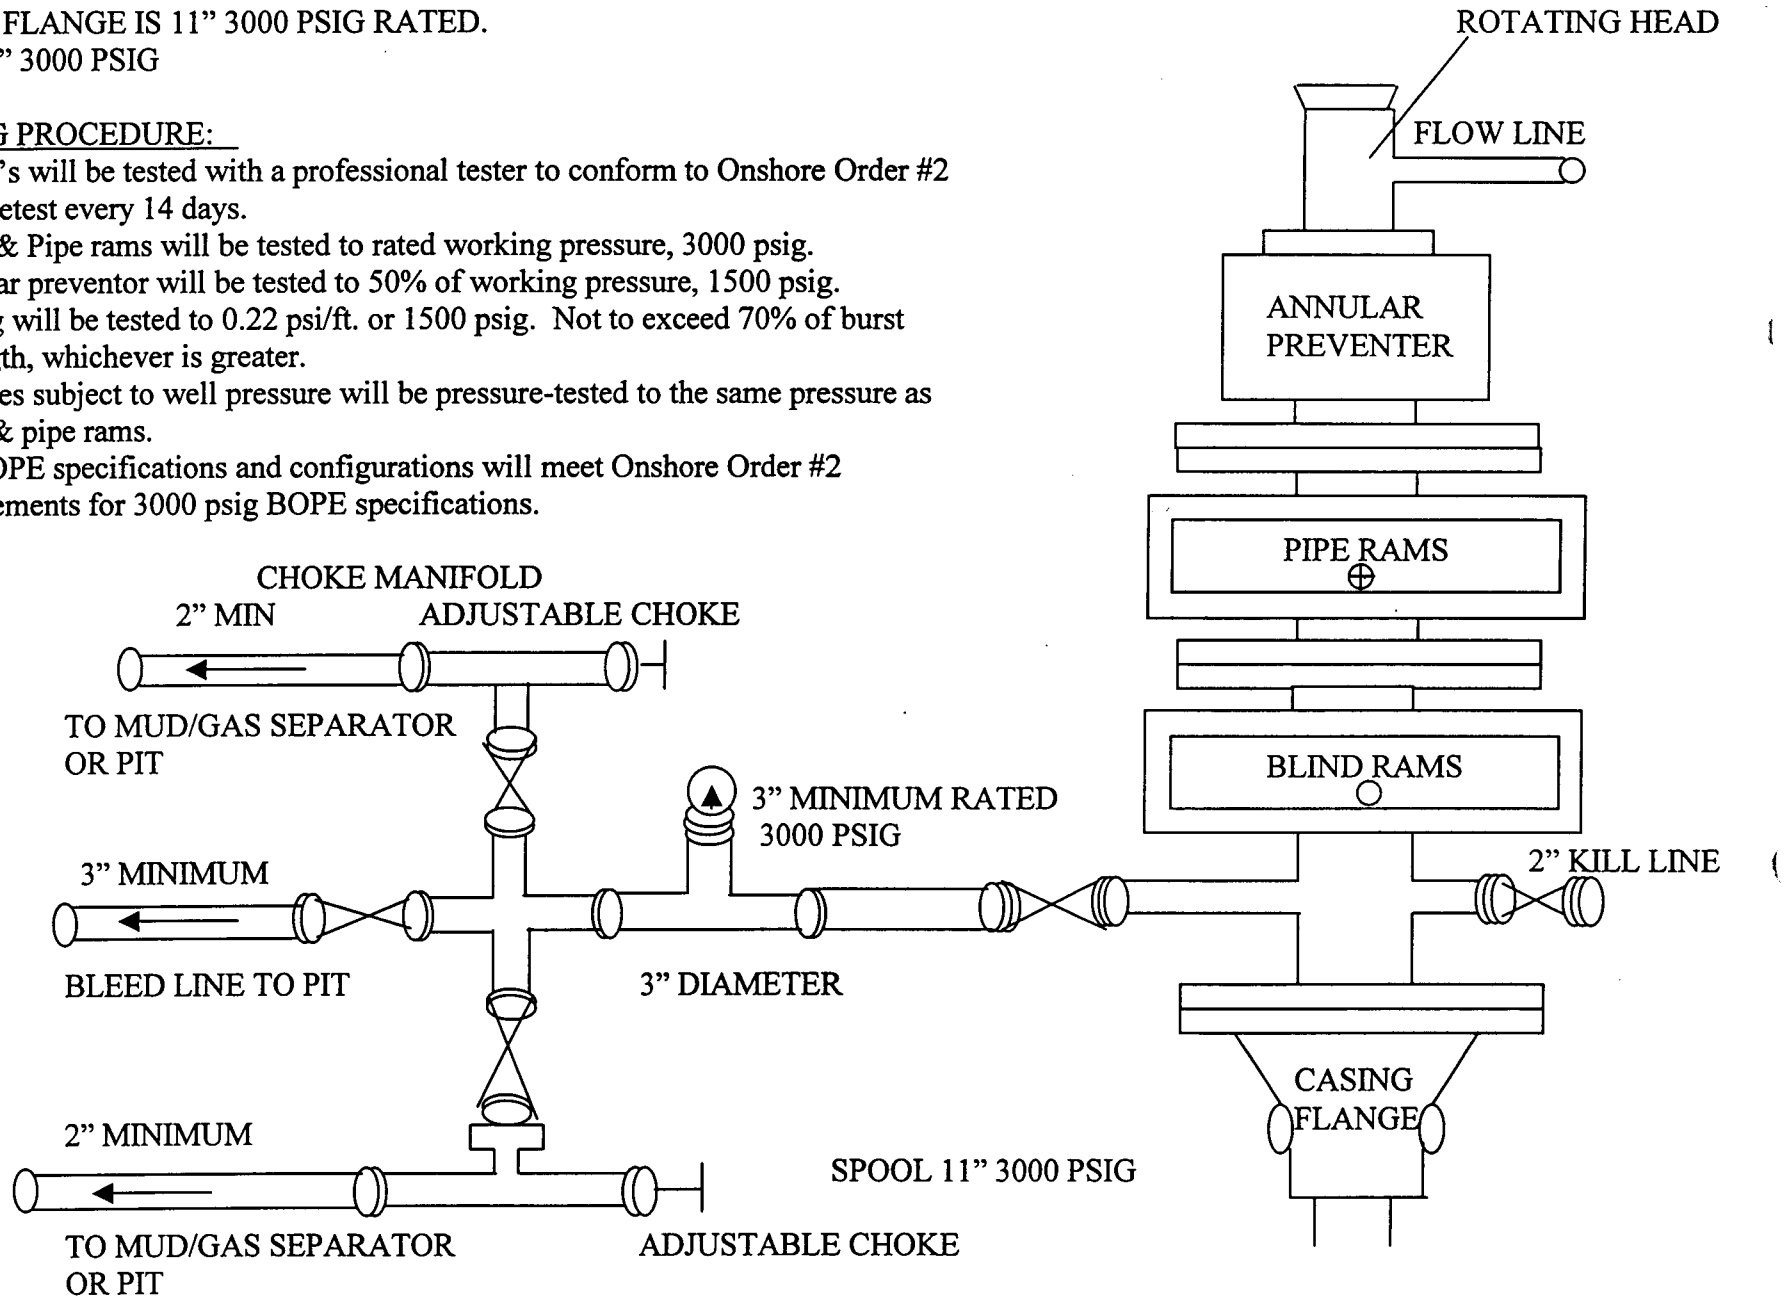 FLANGE IS 11” 3000 PSIG RATED.
” 3000 PSIG
PROCEDURE:
's will be tested with a professional tester to conform to Onshore Order #2
etest every 14 days.
& Pipe rams will be tested to rated working pressure, 3000 psig.
ar preventor will be tested to 50% of working pressure, 1500 psig.
will be tested to 0.22 psi/ft. or 1500 psig.  Not to exceed 70% of burst
gth, whichever is greater.
es subject to well pressure will be pressure-tested to the same pressure as
& pipe rams.
OPE specifications and configurations will meet Onshore Order #2
ements for 3000 psig BOPE specifications.
ROTATING HEAD
FLOW LINE
ANNULAR
PREVENTER
PIPE RAMS
BLIND RAMS
2” KILL LINE
CASING
FLANGE
CHOKE MANIFOLD
2” MIN
ADJUSTABLE CHOKE
TO MUD/GAS SEPARATOR
OR PIT
3” MINIMUM RATED
3000 PSIG
3” MINIMUM
BLEED LINE TO PIT
3” DIAMETER
2” MINIMUM
SPOOL 11” 3000 PSIG
TO MUD/GAS SEPARATOR
OR PIT
ADJUSTABLE CHOKE